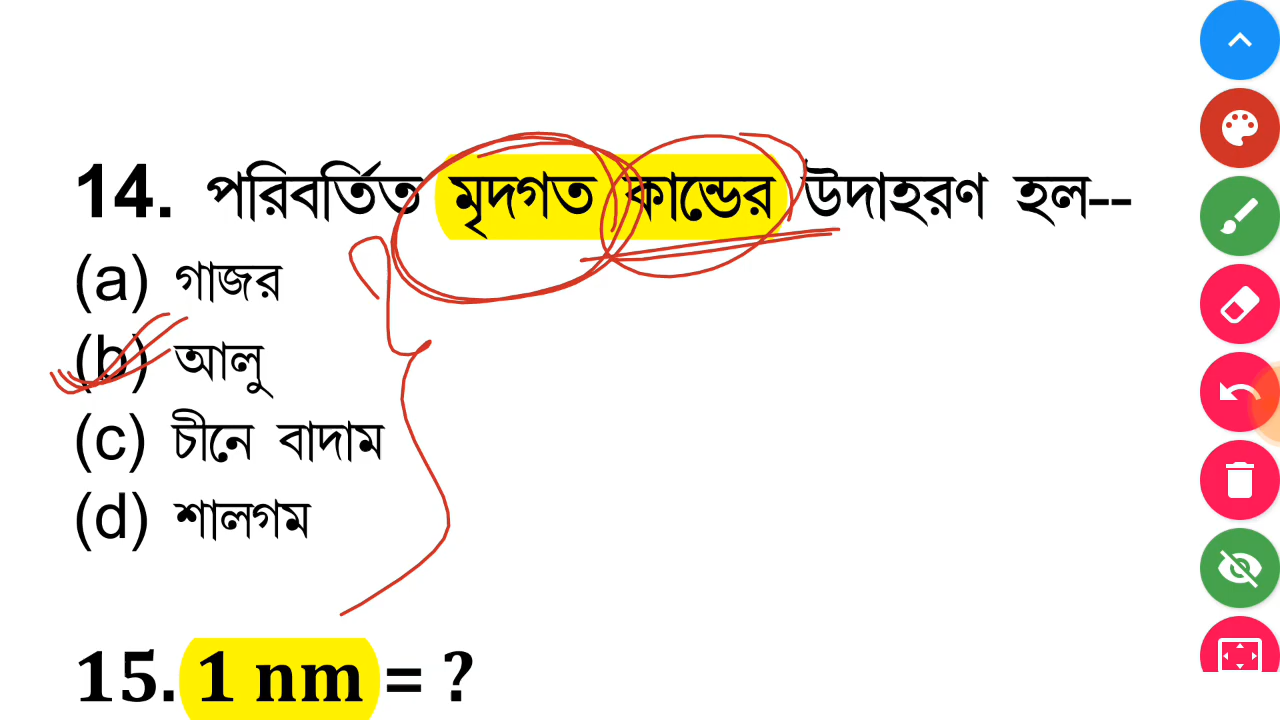 14. পরিবর্তিত মৃদগত কান্ডের উদাহরণ হল--
(a) গাজর
(b) আলু
(c) চীনে বাদাম
(d) শালগম
15. 1 nm = ?